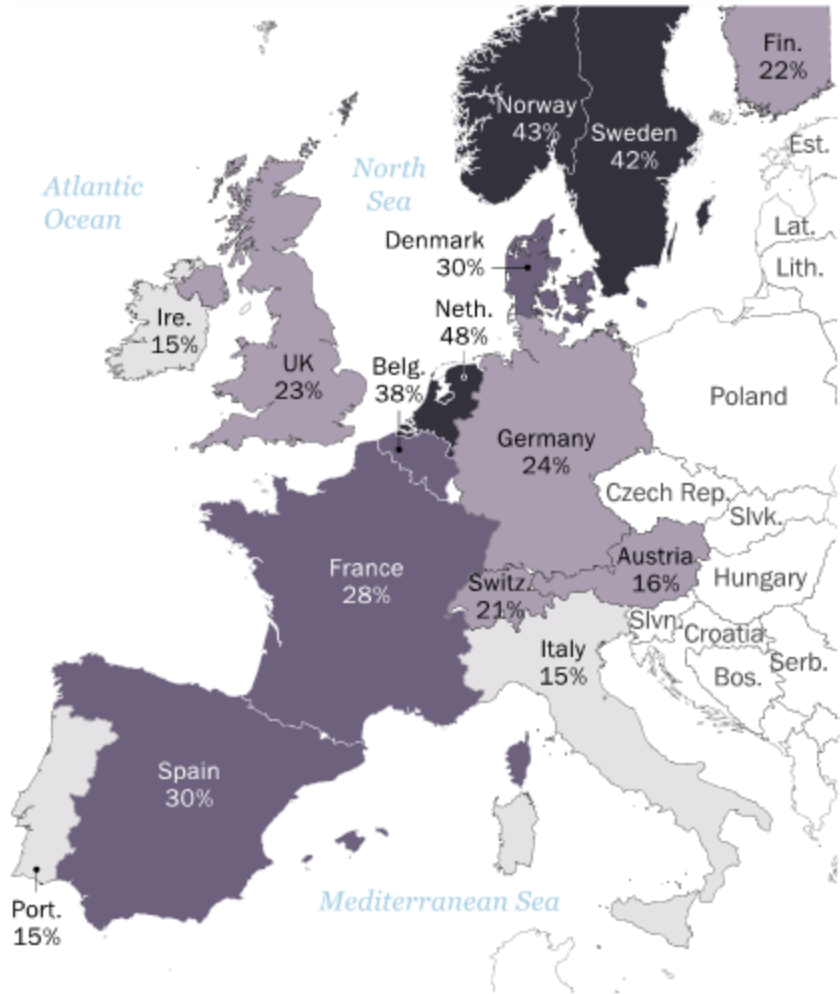 Fin.
22%
Norway
43%
Sweden
42%
Est.
North
Sea
Atlantic
Ocean
Lat.
Denmark
30%
Lith.
Neth.
48%
Ire.
15%
UK
23%
Belg.
38%
Poland
Germany
24%
Czech Rep.
Slvk.
France
28%
Switz.
21%
Austria
16%
Hungary
Slvn.
Croatia
Italy
15%
Bos.
Serb.
Spain
30%
Port.
15%
Mediterranean Sea